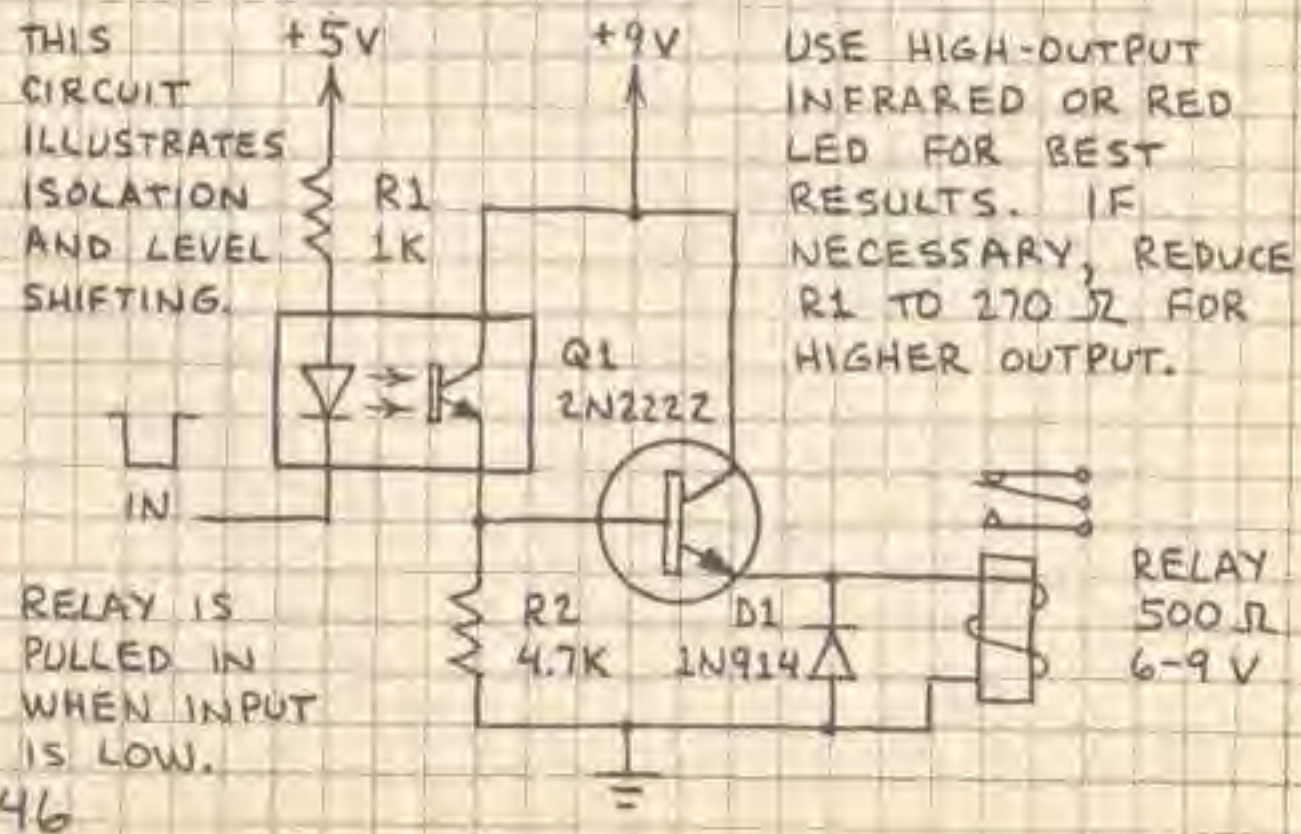 THIS
CIRCUIT
ILLUSTRATES
ISOLATION
AND LEVEL
SHIFTING.
+5V
+9V
USE HIGH-OUTPUT
INFRARED OR RED
LED FOR BEST
RESULTS. IF
NECESSARY, REDUCE
R1 TO 270 Ω FOR
HIGHER OUTPUT.
R1
1K
Q1
2N2222
IN
RELAY IS
PULLED IN
WHEN INPUT
IS LOW.
R2
4.7K
D1
1N914
RELAY
500 Ω
6-9 V
46